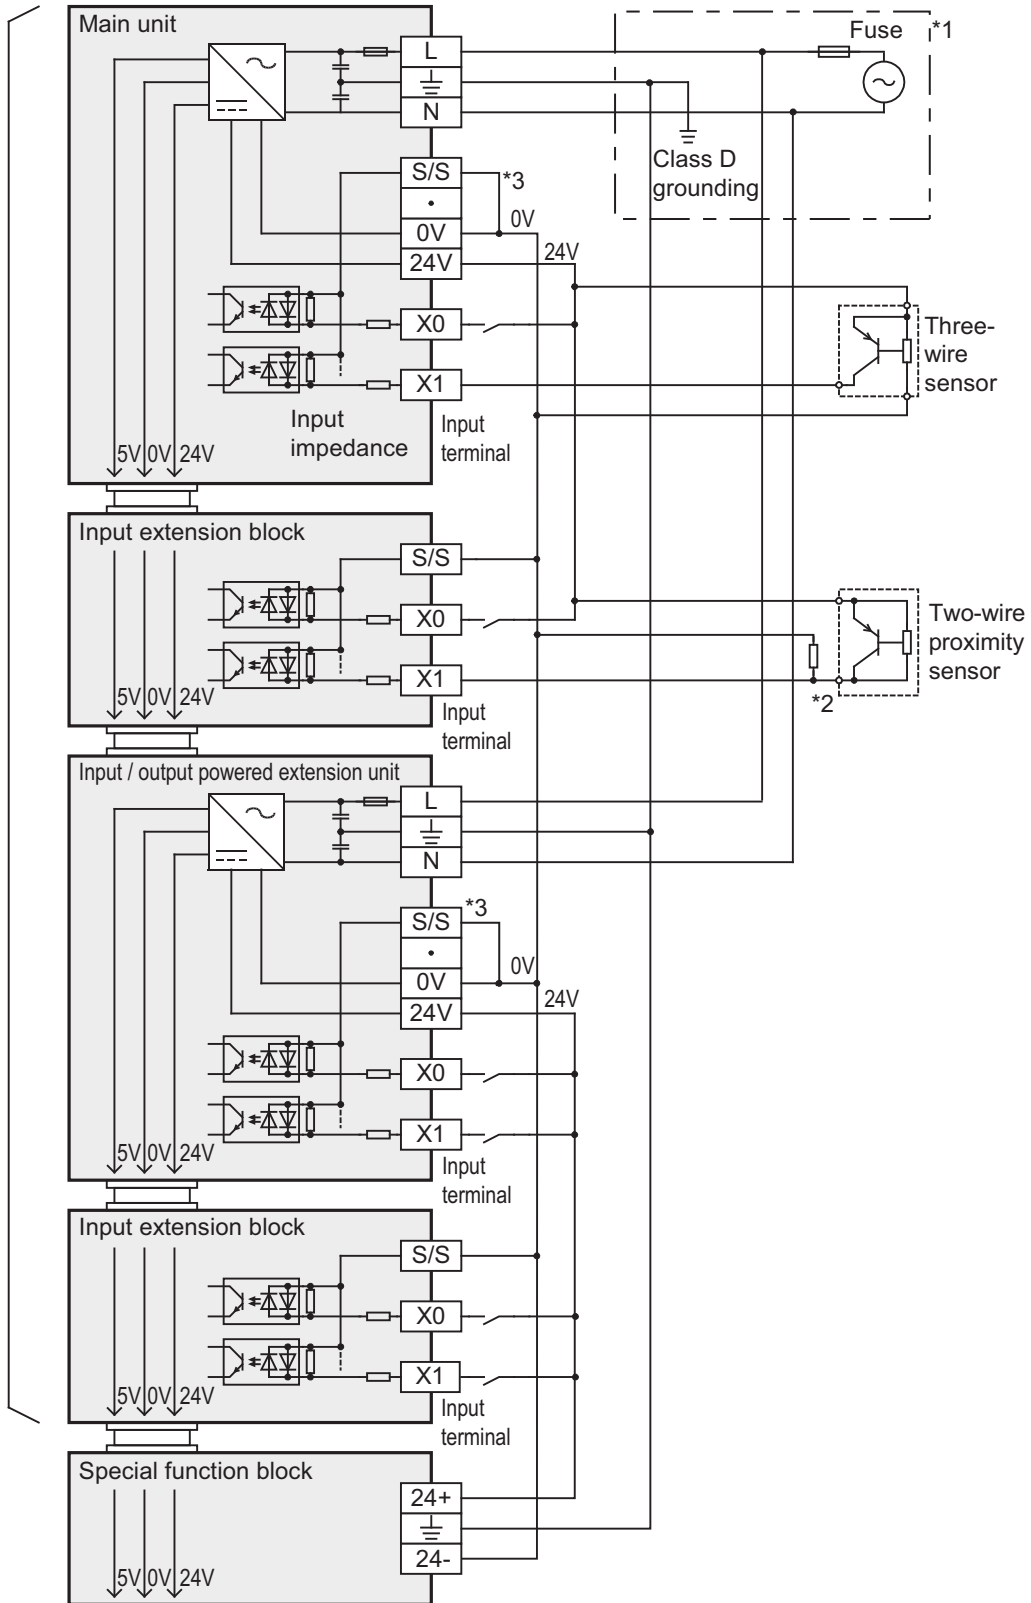 Main unit
L
N
Fuse
*1
Class D
grounding
S/S
*3
•
0V
0V
24V
24V
X0
X1
Three-
wire
sensor
Input
impedance
Input
terminal
5V 0V 24V
Input extension block
S/S
X0
X1
Two-wire
proximity
sensor
*2
5V 0V 24V
Input
terminal
Input / output powered extension unit
L
N
S/S
*3
•
0V
0V
24V
24V
X0
X1
5V 0V 24V
Input
terminal
Input extension block
S/S
X0
X1
5V 0V 24V
Input
terminal
Special function block
24+
24-
5V 0V 24V